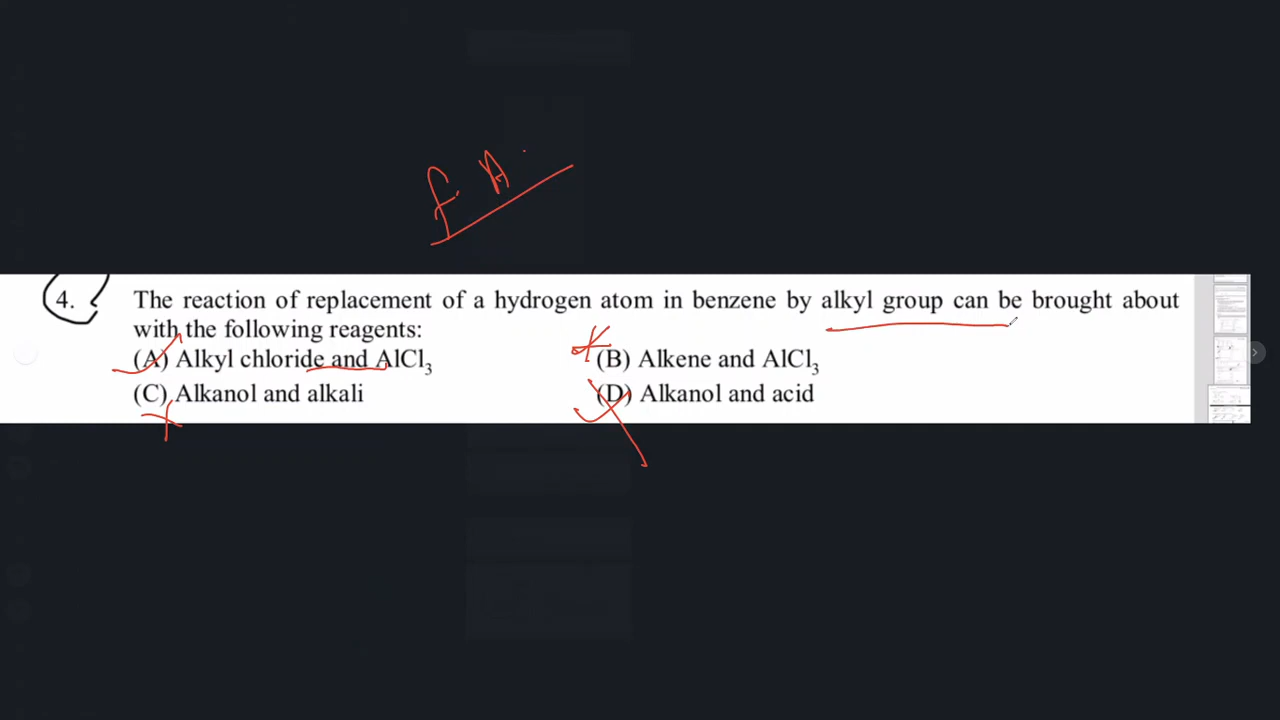 F. A.
4. The reaction of replacement of a hydrogen atom in benzene by alkyl group can be brought about
with the following reagents:
(A) Alkyl chloride and AlCl₃ (B) Alkene and AlCl₃
(C) Alkanol and alkali (D) Alkanol and acid